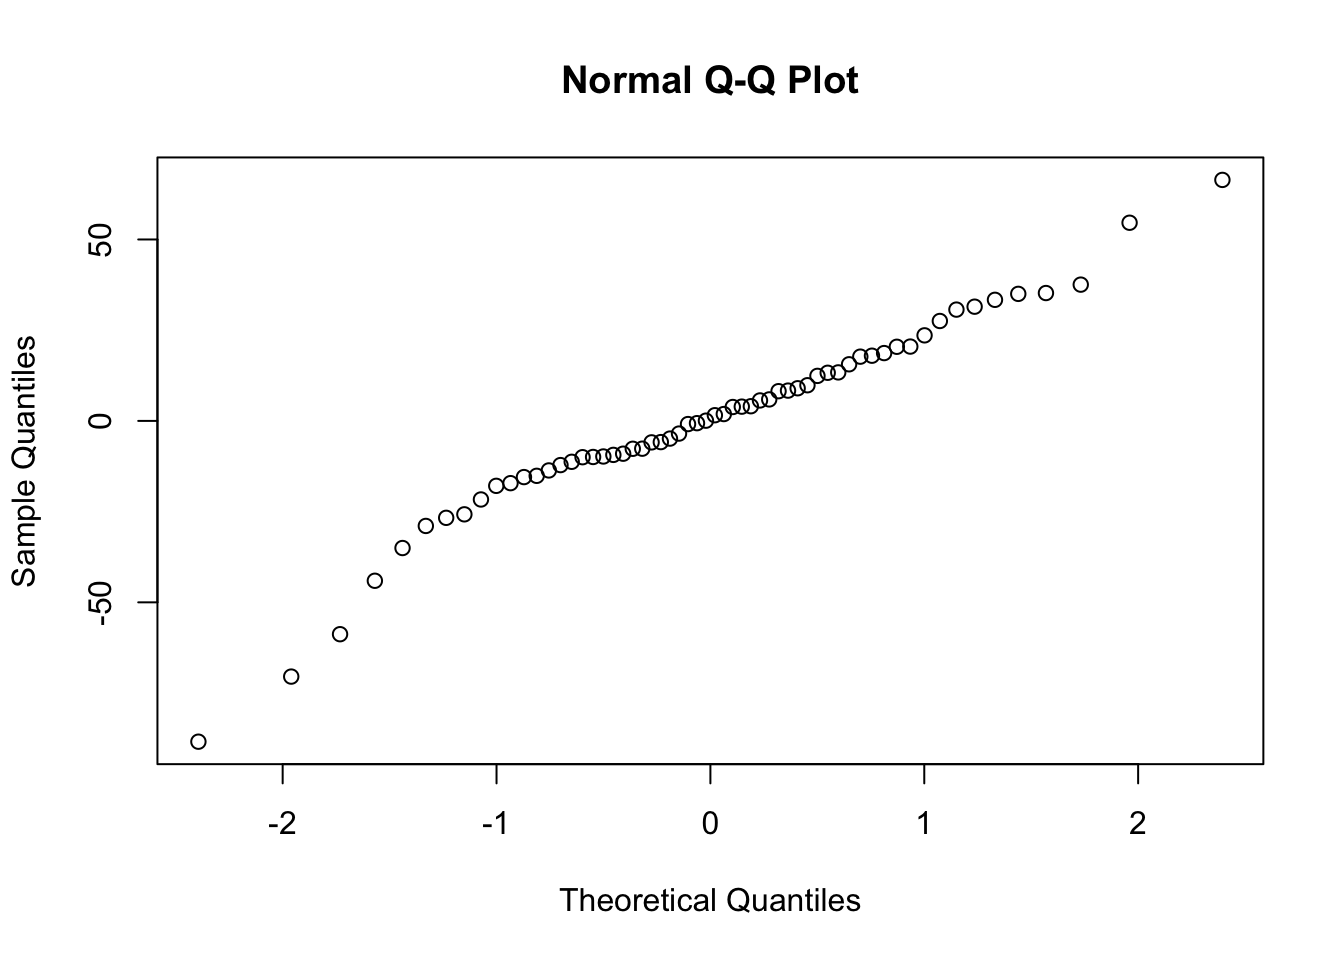 Normal Q-Q Plot
Sample Quantiles
50
0
-50
-2 -1 0 1 2
Theoretical Quantiles